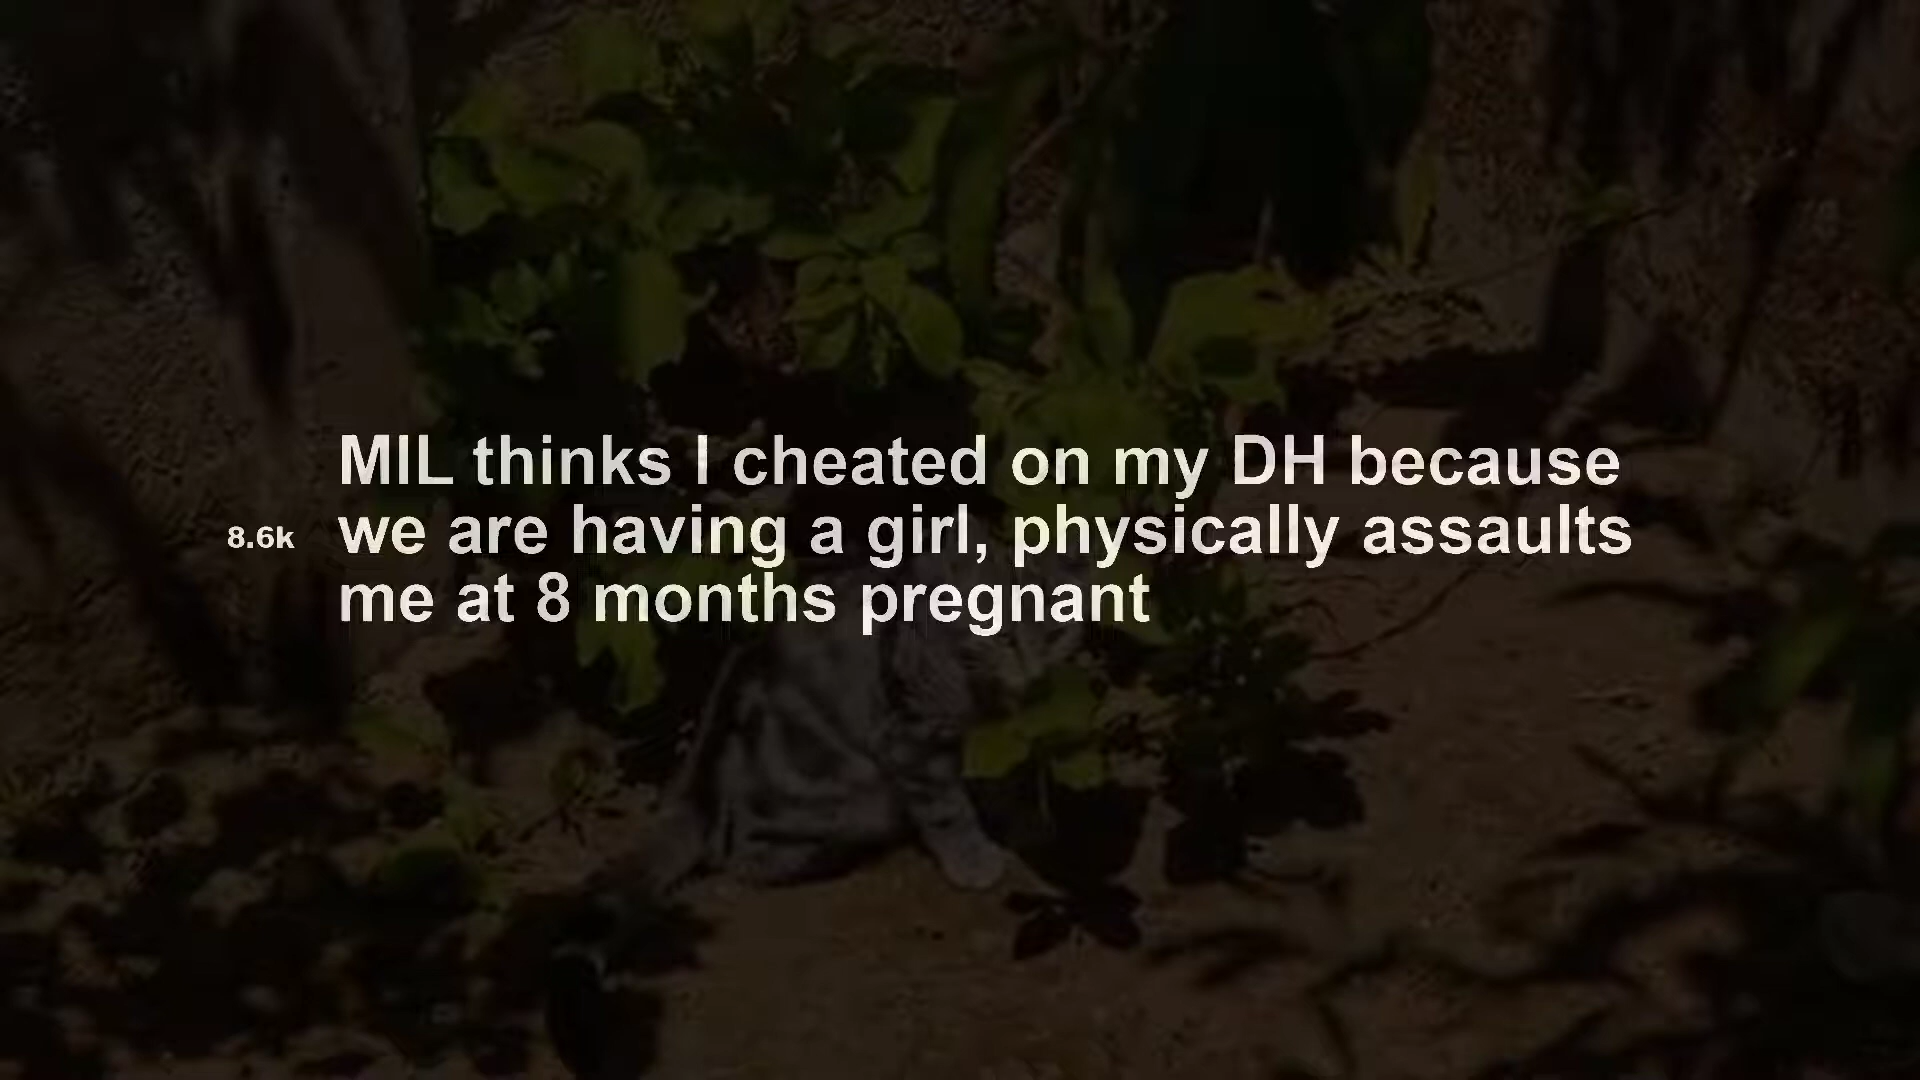 MIL thinks I cheated on my DH because
8.6k we are having a girl, physically assaults
me at 8 months pregnant